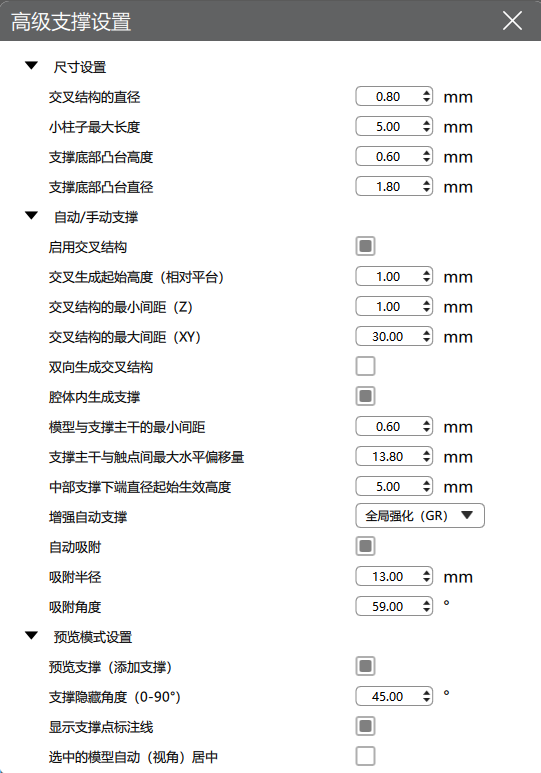 高级支撑设置
尺寸设置
交叉结构的直径 0.80 mm
小柱子最大长度 5.00 mm
支撑底部凸台高度 0.60 mm
支撑底部凸台直径 1.80 mm
自动/手动支撑
启用交叉结构
交叉生成起始高度（相对平台） 1.00 mm
交叉结构的最小间距（Z） 1.00 mm
交叉结构的最大间距（XY） 30.00 mm
双向生成交叉结构
腔体内生成支撑
模型与支撑主干的最小间距 0.60 mm
支撑主干与触点间最大水平偏移量 13.80 mm
中部支撑下端直径起始生效高度 5.00 mm
增强自动支撑 全局强化（GR）
自动吸附
吸附半径 13.00 mm
吸附角度 59.00 °
预览模式设置
预览支撑（添加支撑）
支撑隐藏角度（0-90°） 45.00 °
显示支撑点标注线
选中的模型自动（视角）居中